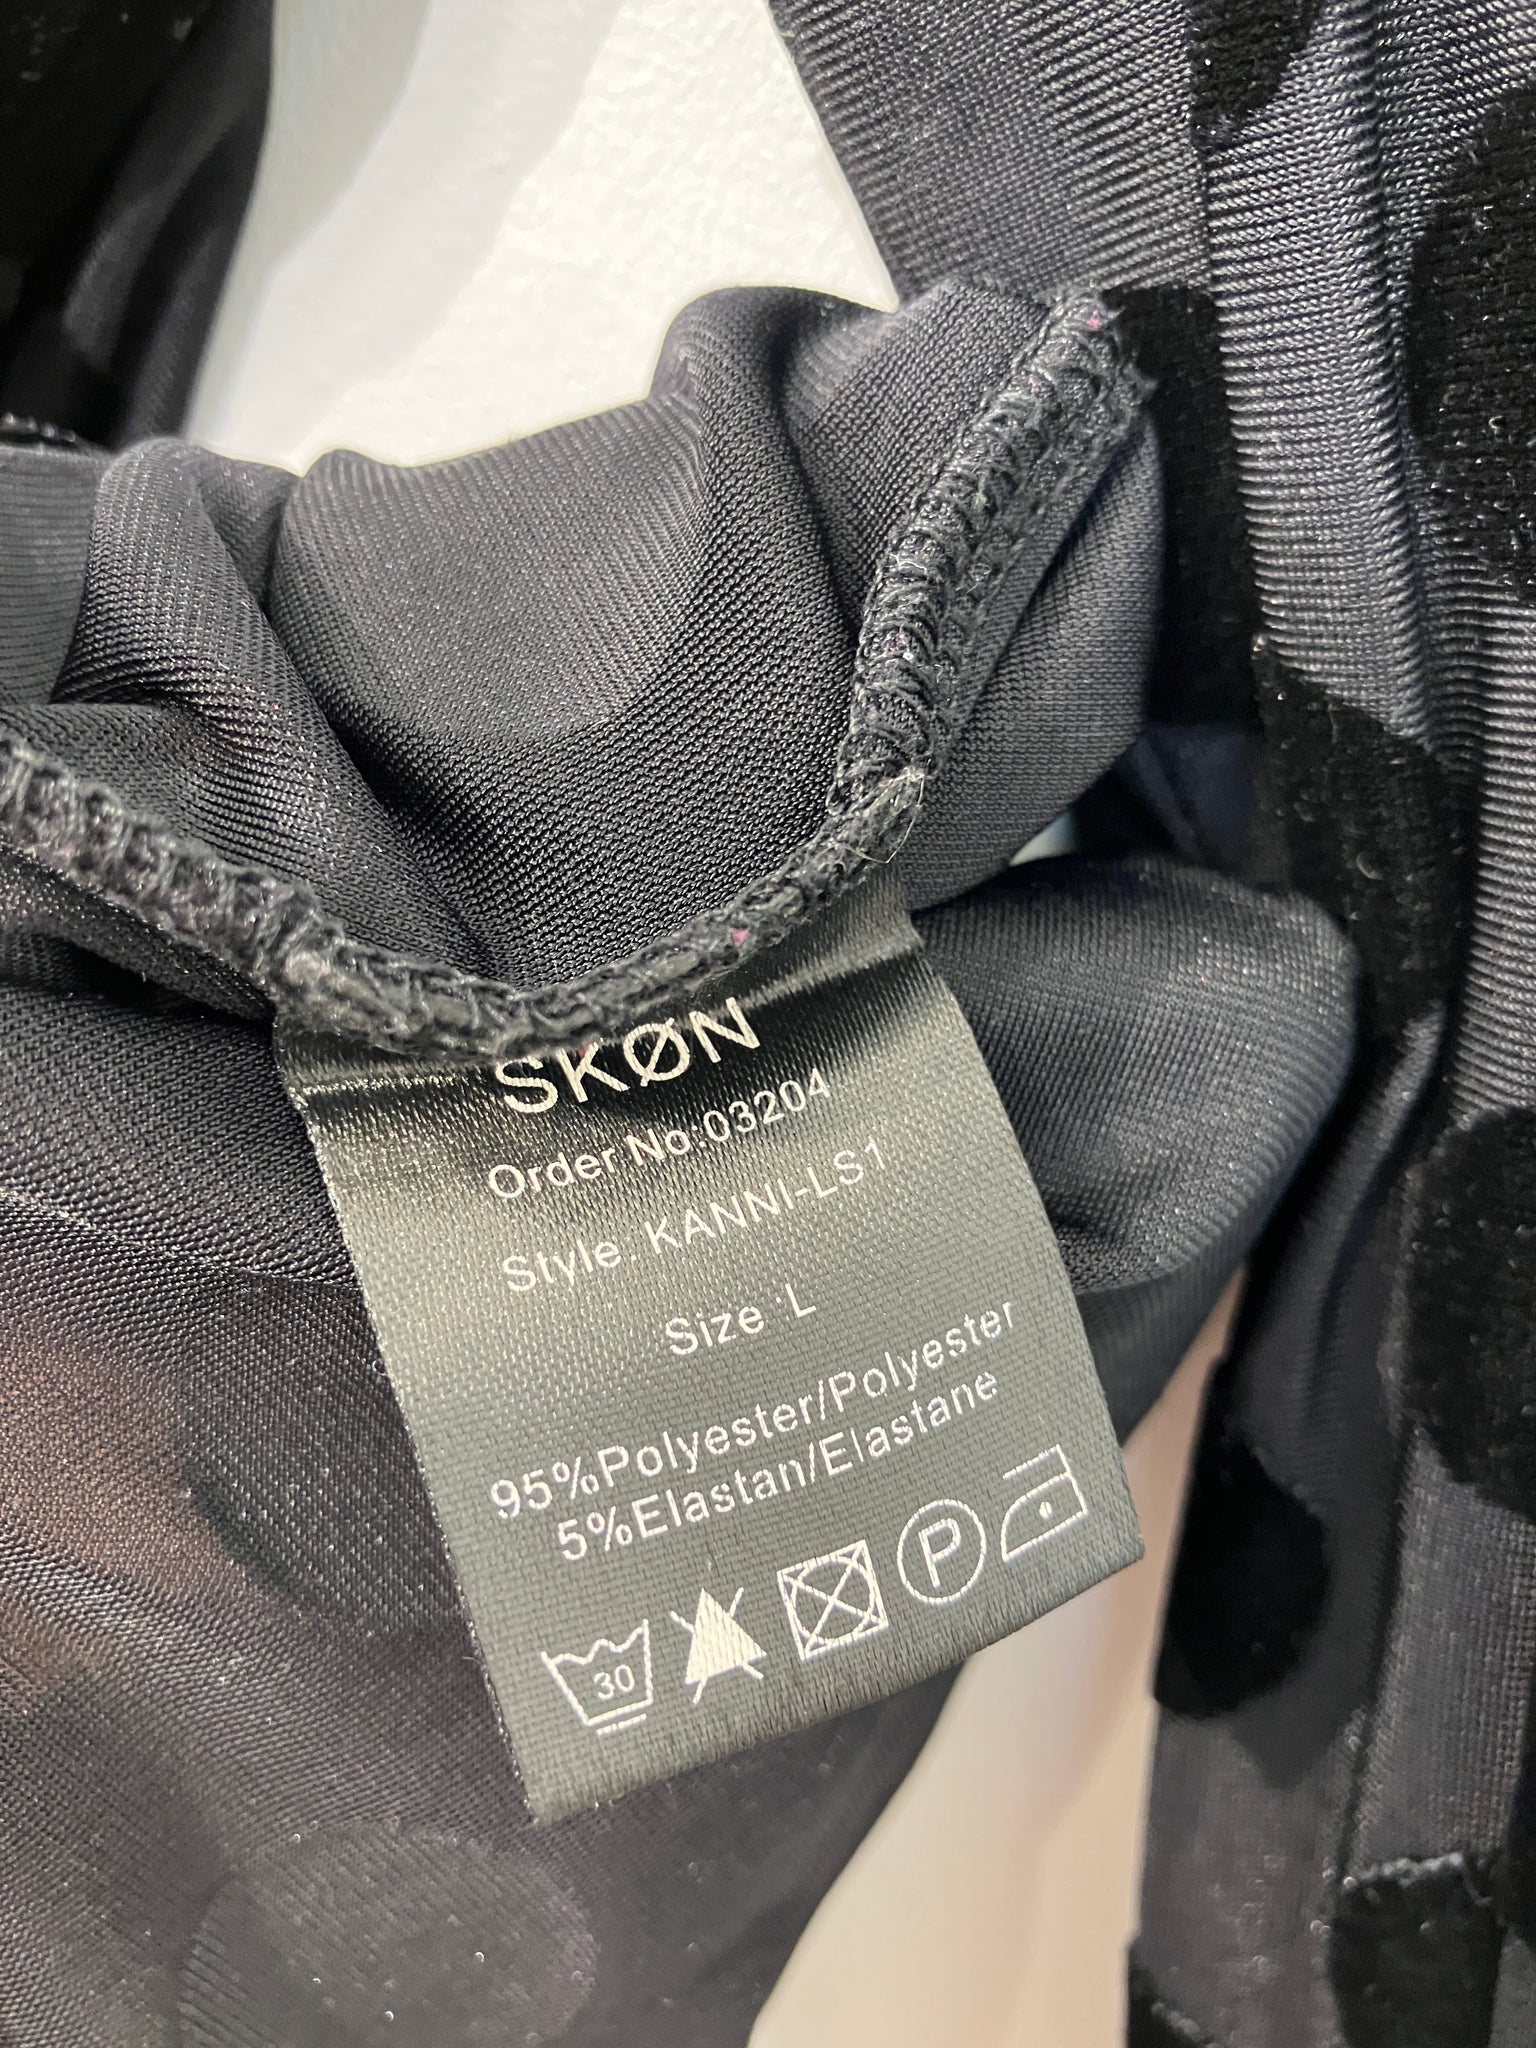 SKØN
Order No:03204
Style: KANNI-LS1
Size :L
95%Polyester/Polyester
5%Elastan/Elastane
30
P